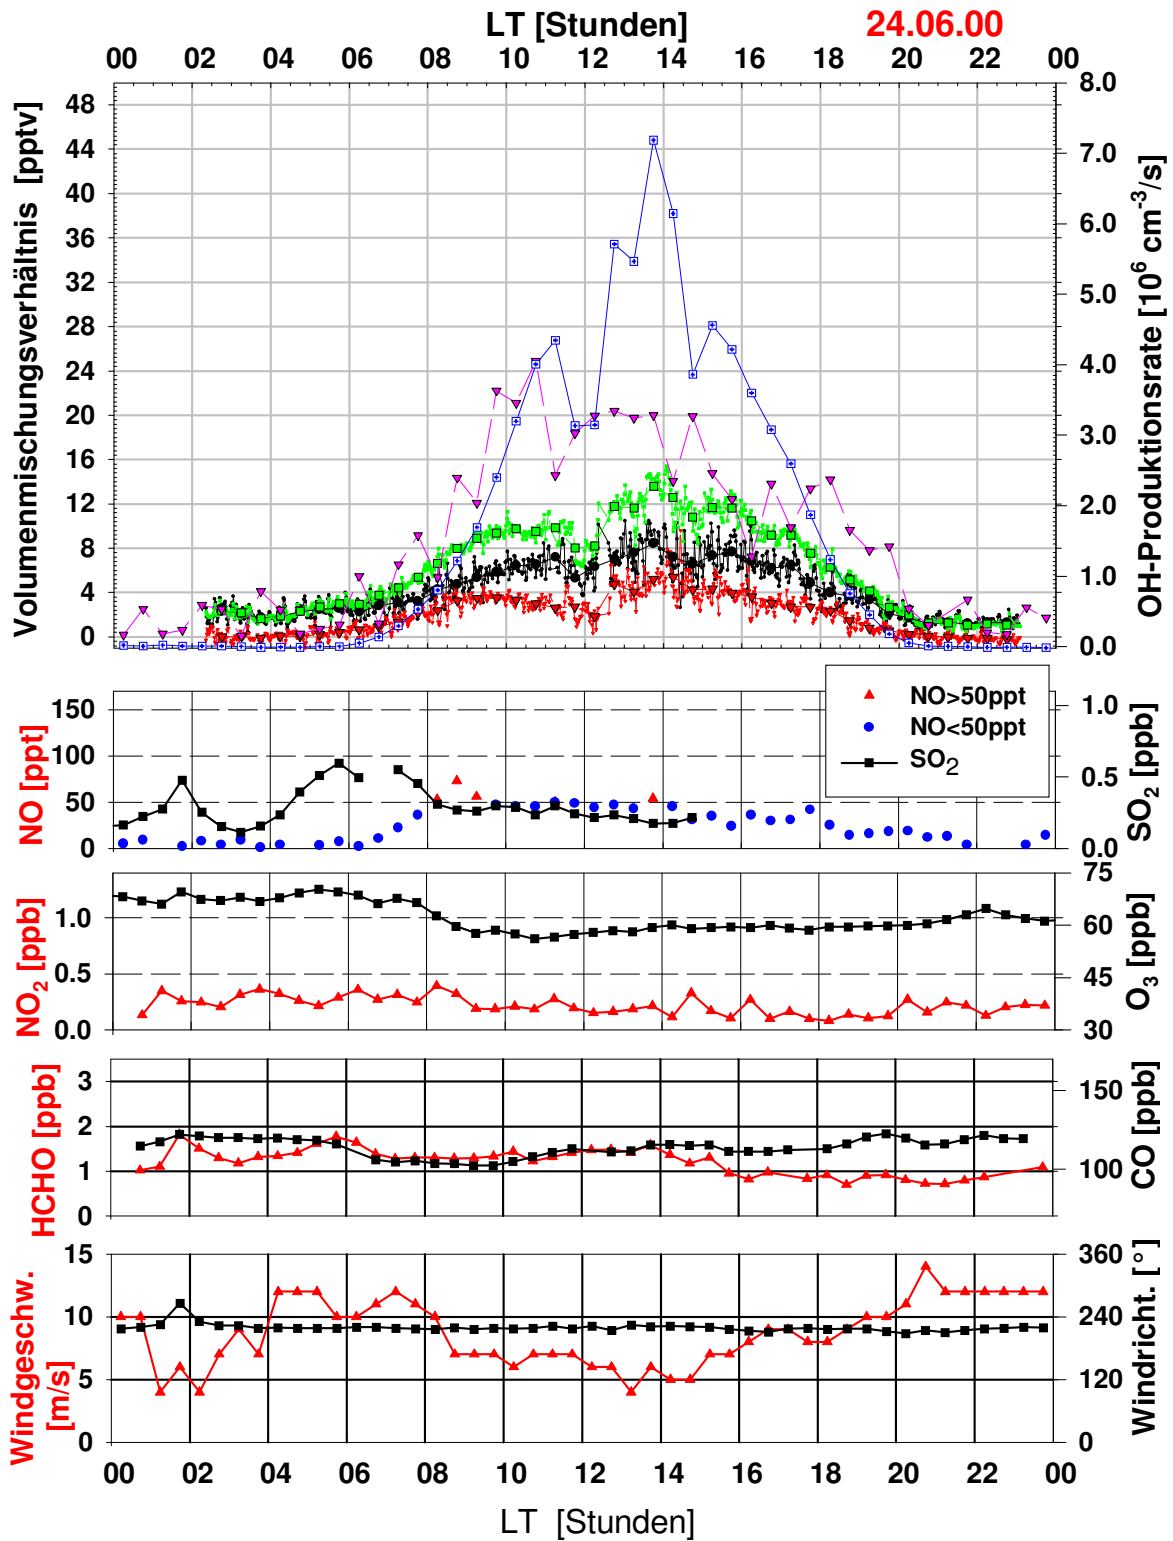 LT [Stunden]
24.06.00
00 02 04 06 08 10 12 14 16 18 20 22 00
Volumenmischungsverhältnis [pptv]
48
44
40
36
32
28
24
20
16
12
8
4
0
8.0
7.0
6.0
5.0
4.0
3.0
2.0
1.0
0.0
OH-Produktionsrate [10⁶ cm⁻³/s]
NO [ppt]
150
100
50
0
NO>50ppt
NO<50ppt
SO₂
1.0
0.5
0.0
SO₂ [ppb]
NO₂ [ppb]
1.0
0.5
0.0
75
60
45
30
O₃ [ppb]
HCHO [ppb]
3
2
1
0
150
100
CO [ppb]
Windgeschw.
[m/s]
15
10
5
0
360
240
120
0
Windricht. [°]
00 02 04 06 08 10 12 14 16 18 20 22 00
LT [Stunden]